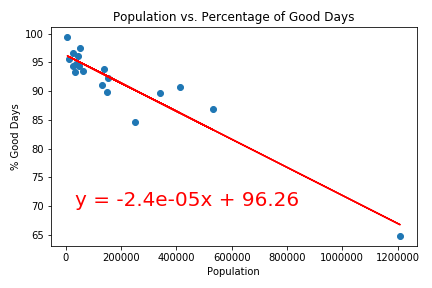 Population vs. Percentage of Good Days
% Good Days
100
95
90
85
80
75
70
65
y = -2.4e-05x + 96.26
0 200000 400000 600000 800000 1000000 1200000
Population